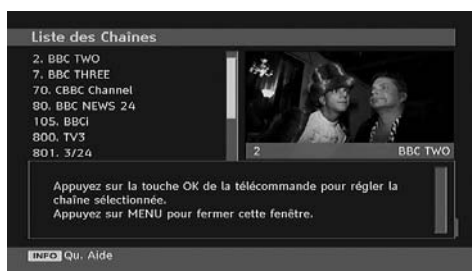 Liste des Chaînes
2. BBC TWO
7. BBC THREE
70. CBBC Channel
80. BBC NEWS 24
105. BBCi
800. TV3
801. 3/24
2 BBC TWO
Appuyez sur la touche OK de la télécommande pour régler la
chaîne sélectionnée.
Appuyez sur MENU pour fermer cette fenêtre.
INFO Qu. Aide